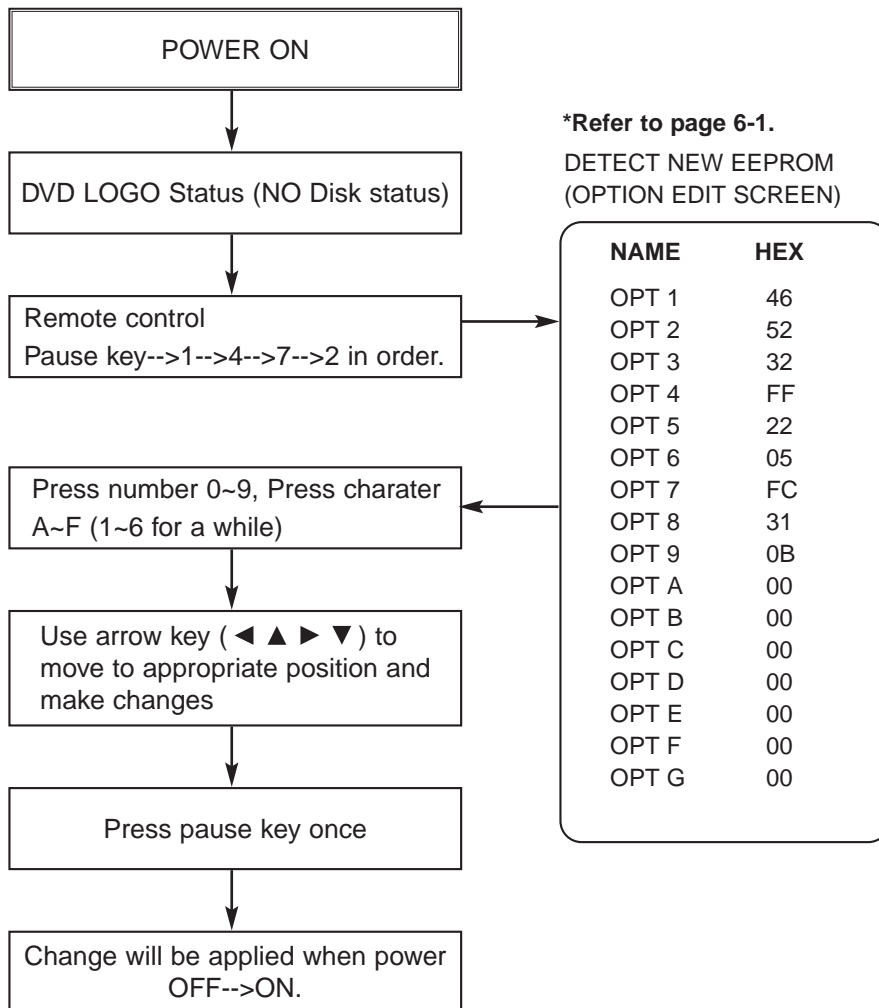 POWER ON
DVD LOGO Status (NO Disk status)
Remote control
Pause key-->1-->4-->7-->2 in order.
*Refer to page 6-1.
DETECT NEW EEPROM
(OPTION EDIT SCREEN)
NAME HEX
OPT 1 46
OPT 2 52
OPT 3 32
OPT 4 FF
OPT 5 22
OPT 6 05
OPT 7 FC
OPT 8 31
OPT 9 0B
OPT A 00
OPT B 00
OPT C 00
OPT D 00
OPT E 00
OPT F 00
OPT G 00
Press number 0~9, Press charater
A~F (1~6 for a while)
Use arrow key ( ◄ ▲ ► ▼ ) to
move to appropriate position and
make changes
Press pause key once
Change will be applied when power
OFF-->ON.